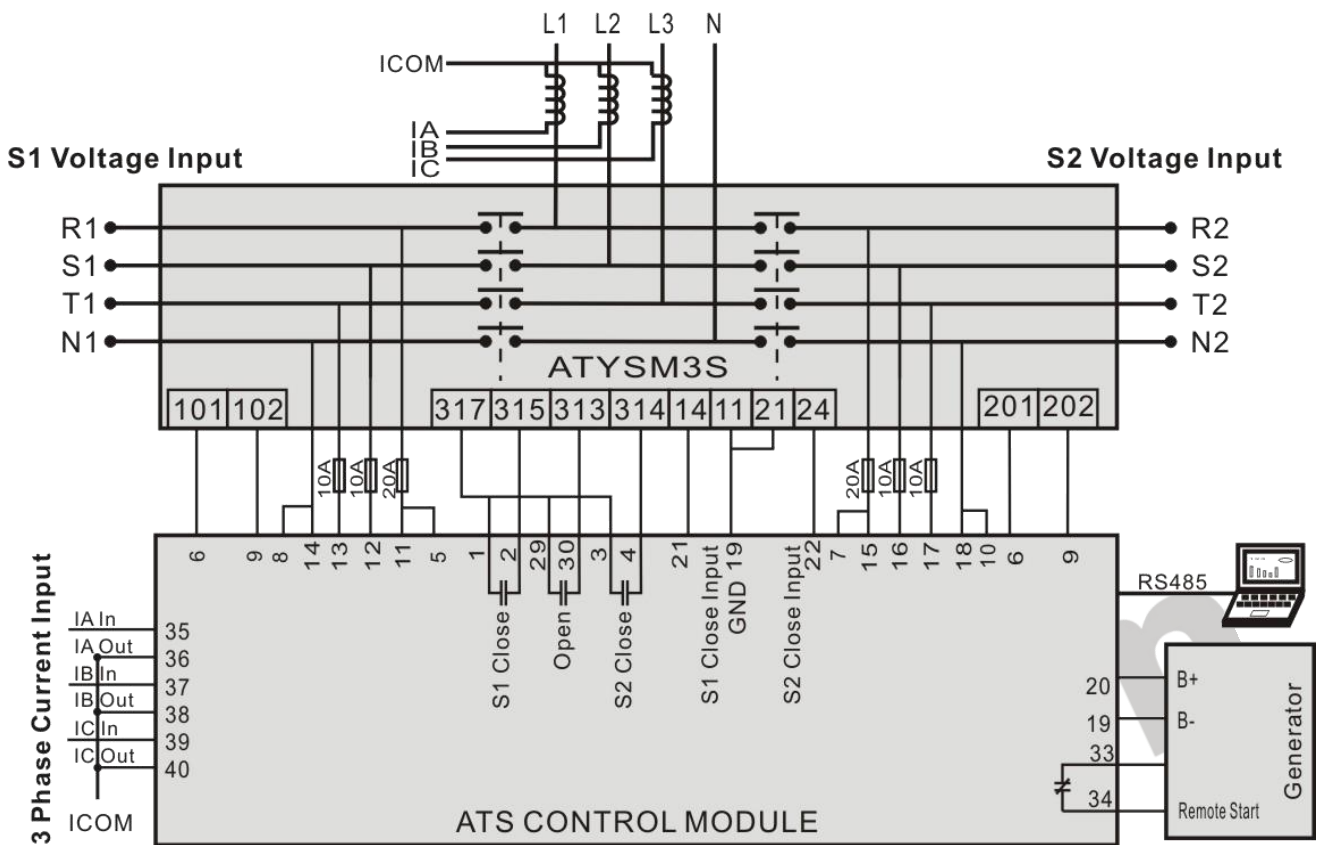 L1 L2 L3 N
ICOM
IA
IB
IC
S1 Voltage Input
S2 Voltage Input
R1
S1
T1
N1
R2
S2
T2
N2
ATYSM3S
101 102
317 315 313 314 14 11 21 24
201 202
10A 10A 20A
20A 10A 10A
6 9 8 14 13 12 11 5 1 2 29 30 3 4 21 19 22 7 15 16 17 18 10 6 9
S1 Close
Open
S2 Close
S1 Close Input
GND
S2 Close Input
RS485
3 Phase Current Input
IA In 35
IA Out 36
IB In 37
IB Out 38
IC In 39
IC Out 40
ICOM
20 B+
19 B-
33
34 Remote Start
Generator
ATS CONTROL MODULE